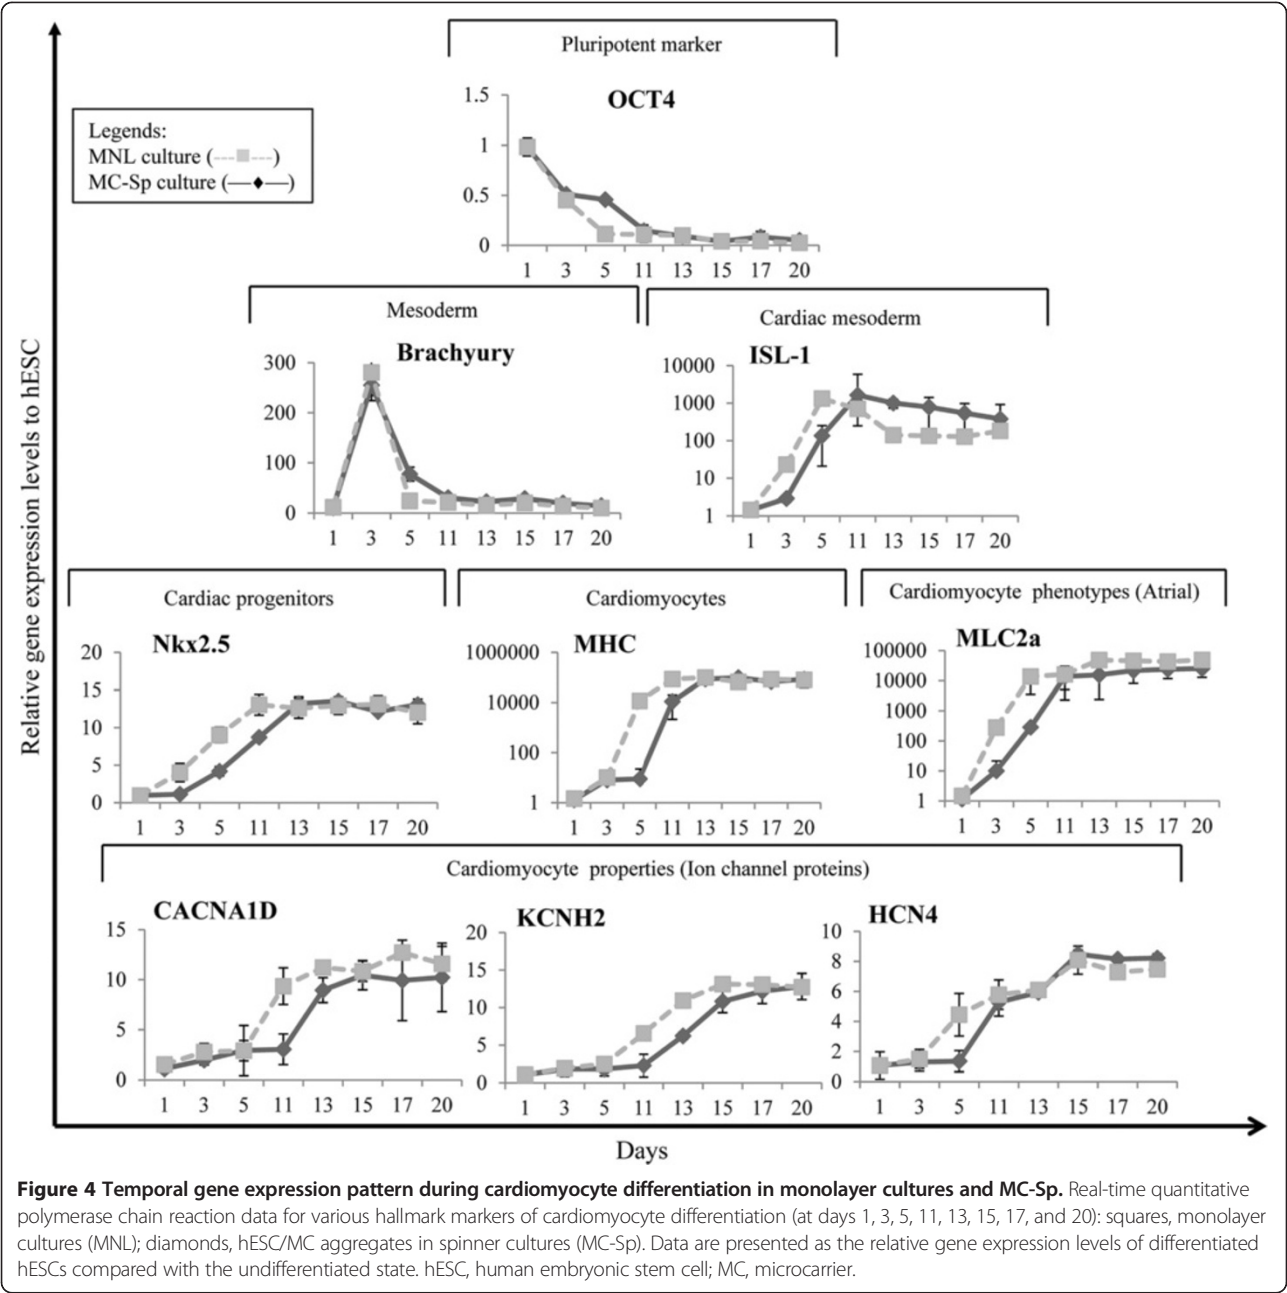 Pluripotent marker
OCT4
Legends:
MNL culture (---■---)
MC-Sp culture (—◆—)
1.5
1
0.5
0
1 3 5 11 13 15 17 20
Mesoderm
Brachyury
300
200
100
0
1 3 5 11 13 15 17 20
Cardiac mesoderm
ISL-1
10000
1000
100
10
1
1 3 5 11 13 15 17 20
Relative gene expression levels to hESC
Cardiac progenitors
Nkx2.5
20
15
10
5
0
1 3 5 11 13 15 17 20
Cardiomyocytes
MHC
1000000
10000
100
1
1 3 5 11 13 15 17 20
Cardiomyocyte phenotypes (Atrial)
MLC2a
100000
10000
1000
100
10
1
1 3 5 11 13 15 17 20
Cardiomyocyte properties (Ion channel proteins)
CACNA1D
15
10
5
0
1 3 5 11 13 15 17 20
KCNH2
20
15
10
5
0
1 3 5 11 13 15 17 20
HCN4
10
8
6
4
2
0
1 3 5 11 13 15 17 20
Days
Figure 4 Temporal gene expression pattern during cardiomyocyte differentiation in monolayer cultures and MC-Sp. Real-time quantitative
polymerase chain reaction data for various hallmark markers of cardiomyocyte differentiation (at days 1, 3, 5, 11, 13, 15, 17, and 20): squares, monolayer
cultures (MNL); diamonds, hESC/MC aggregates in spinner cultures (MC-Sp). Data are presented as the relative gene expression levels of differentiated
hESCs compared with the undifferentiated state. hESC, human embryonic stem cell; MC, microcarrier.